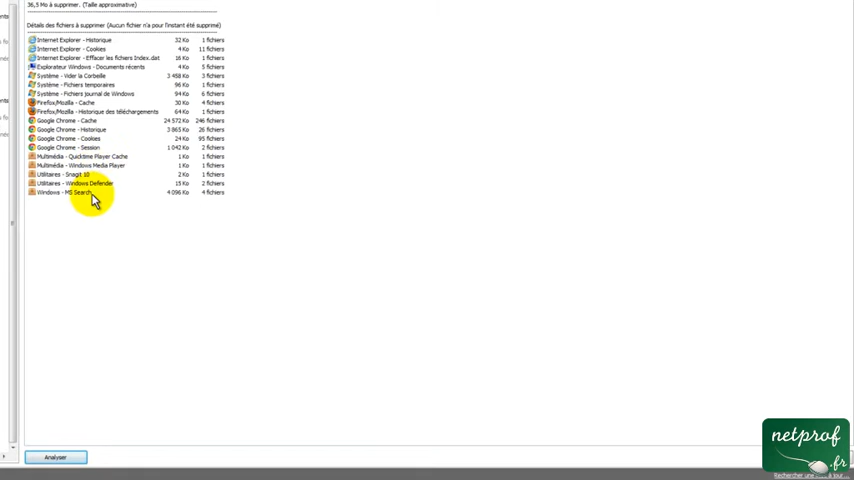 36,5 Mo à supprimer. (Taille approximative)
Détails des fichiers à supprimer (Aucun fichier n'a pour l'instant été supprimé)
Internet Explorer - Historique 32 Ko 1 fichiers
Internet Explorer - Cookies 4 Ko 11 fichiers
Internet Explorer - Effacer les fichiers Index.dat 16 Ko 1 fichiers
Explorateur Windows - Documents récents 4 Ko 5 fichiers
Système - Vider la Corbeille 3 458 Ko 3 fichiers
Système - Fichiers temporaires 96 Ko 1 fichiers
Système - Fichiers journal de Windows 94 Ko 6 fichiers
Firefox/Mozilla - Cache 30 Ko 4 fichiers
Firefox/Mozilla - Historique des téléchargements 64 Ko 1 fichiers
Google Chrome - Cache 24 572 Ko 246 fichiers
Google Chrome - Historique 3 865 Ko 26 fichiers
Google Chrome - Cookies 24 Ko 95 fichiers
Google Chrome - Session 1 042 Ko 2 fichiers
Multimédia - Quicktime Player Cache 1 Ko 1 fichiers
Multimédia - Windows Media Player 1 Ko 1 fichiers
Utilitaires - Snagit 10 2 Ko 1 fichiers
Utilitaires - Windows Defender 15 Ko 2 fichiers
Windows - MS Search 4 096 Ko 4 fichiers
Analyser
netprof
.fr
Rechercher une